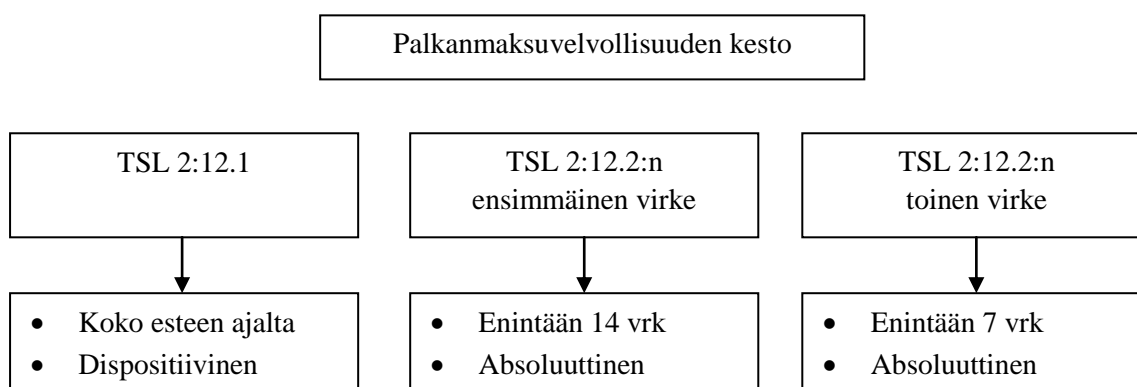 Palkanmaksuvelvollisuuden kesto
TSL 2:12.1
• Koko esteen ajalta
• Dispositiivinen
TSL 2:12.2:n
ensimmäinen virke
• Enintään 14 vrk
• Absoluuttinen
TSL 2:12.2:n
toinen virke
• Enintään 7 vrk
• Absoluuttinen